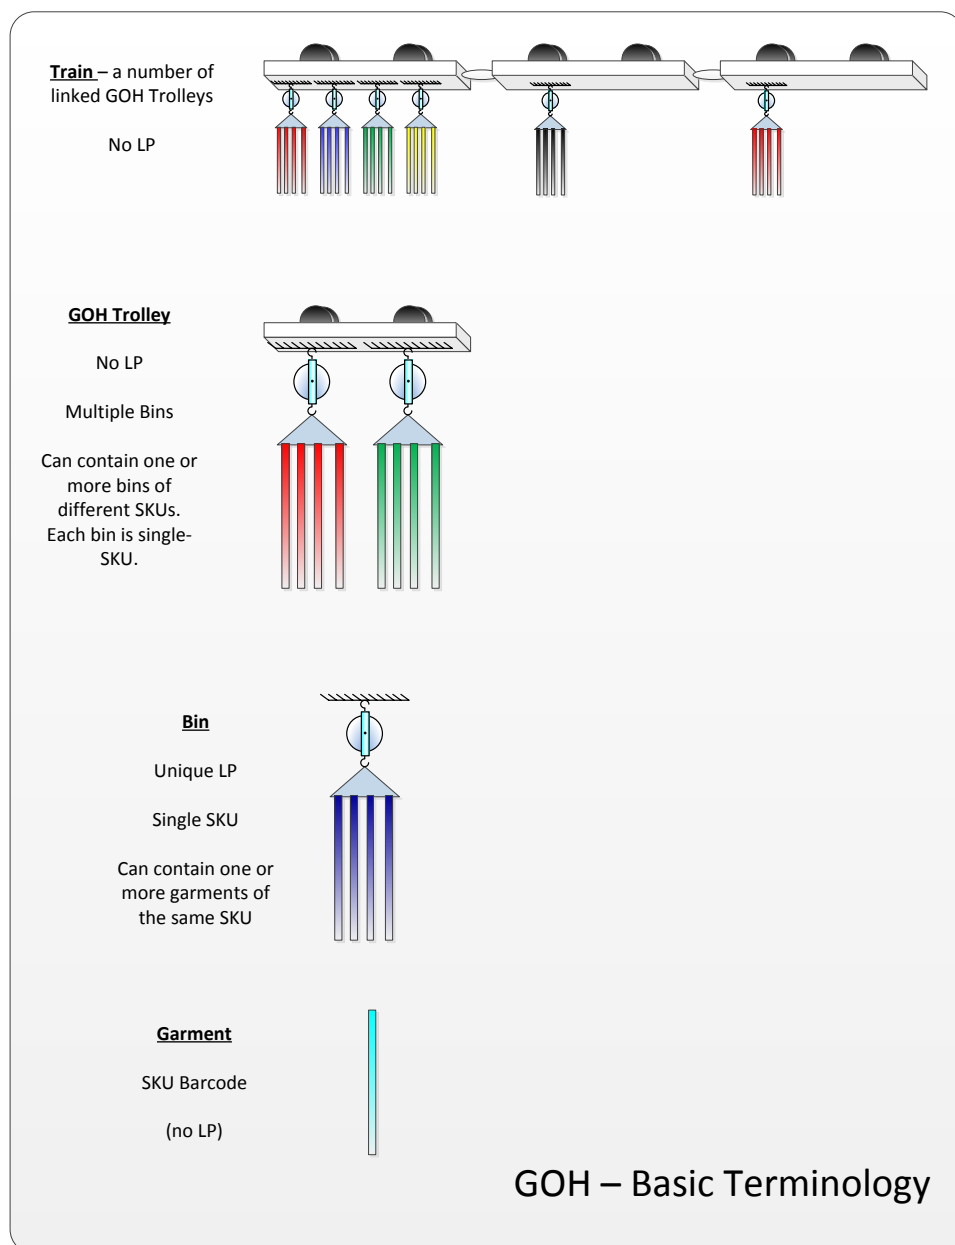 Train – a number of
linked GOH Trolleys
No LP
GOH Trolley
No LP
Multiple Bins
Can contain one or
more bins of
different SKUs.
Each bin is single-
SKU.
Bin
Unique LP
Single SKU
Can contain one or
more garments of
the same SKU
Garment
SKU Barcode
(no LP)
GOH – Basic Terminology